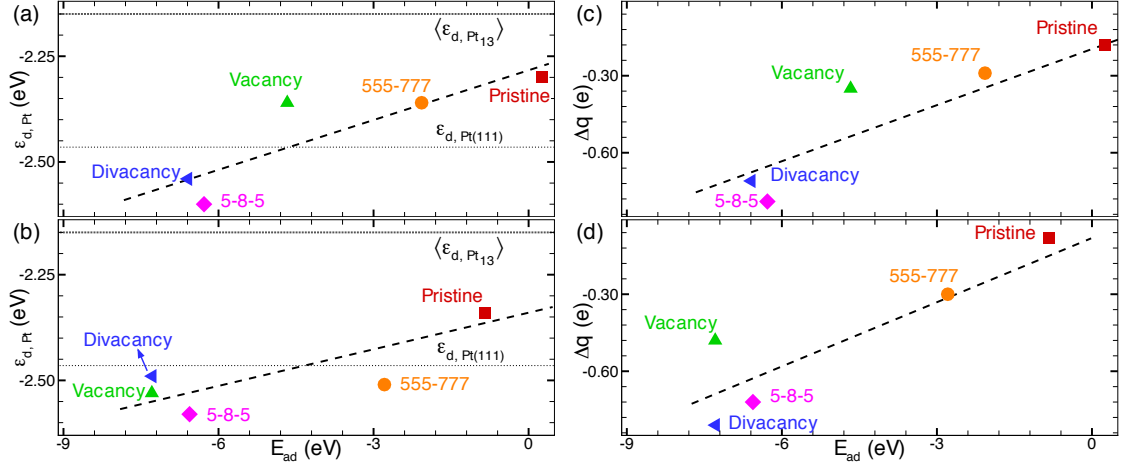 (a)
⟨ε_d, Pt_13⟩
-2.25
Vacancy
555-777
Pristine
ε_d, Pt (eV)
ε_d, Pt(111)
-2.50
Divacancy
5-8-5
(b)
⟨ε_d, Pt_13⟩
-2.25
Pristine
ε_d, Pt (eV)
Divacancy
ε_d, Pt(111)
-2.50
Vacancy
555-777
5-8-5
-9 -6 -3 0
E_ad (eV)
(c)
Pristine
555-777
-0.30
Vacancy
Δq (e)
-0.60
Divacancy
5-8-5
(d)
Pristine
555-777
-0.30
Δq (e)
Vacancy
-0.60
5-8-5
Divacancy
-9 -6 -3 0
E_ad (eV)